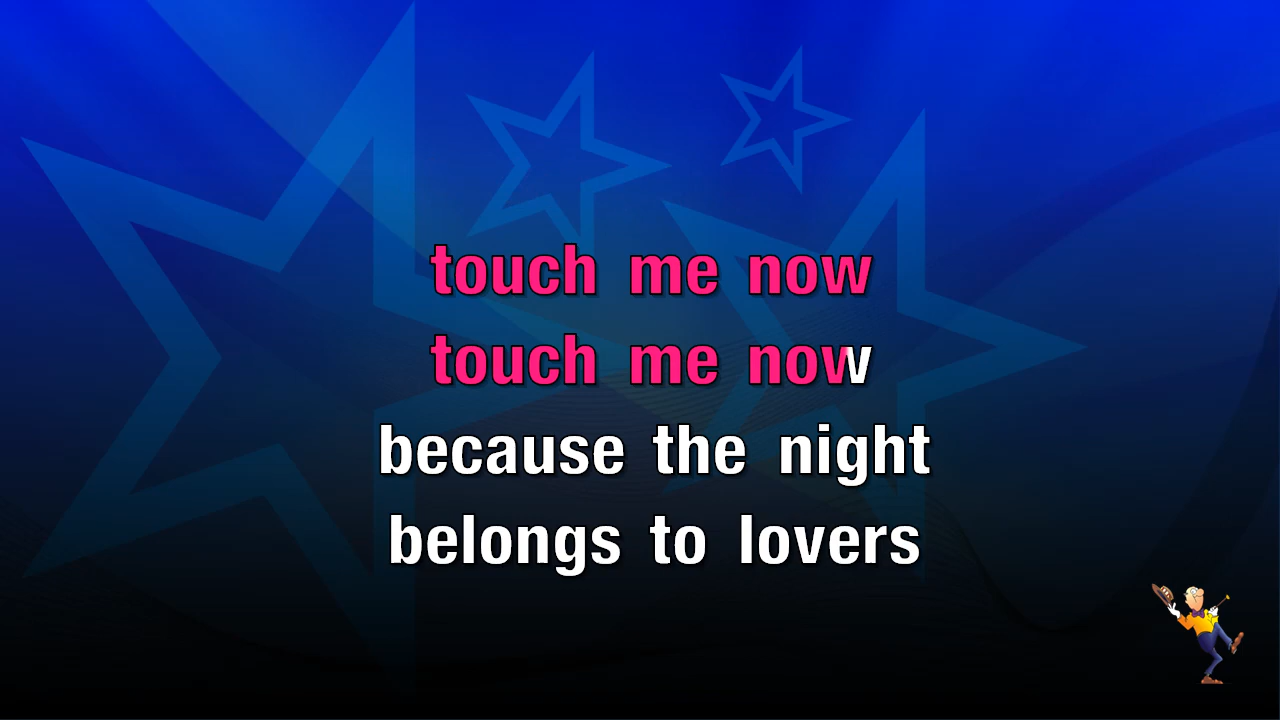 touch me now
touch me now
because the night
belongs to lovers